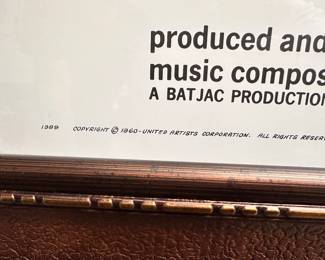 produced and
music compos
A BATJAC PRODUCTION
1389 COPYRIGHT © 1960-UNITED ARTISTS CORPORATION. ALL RIGHTS RESER